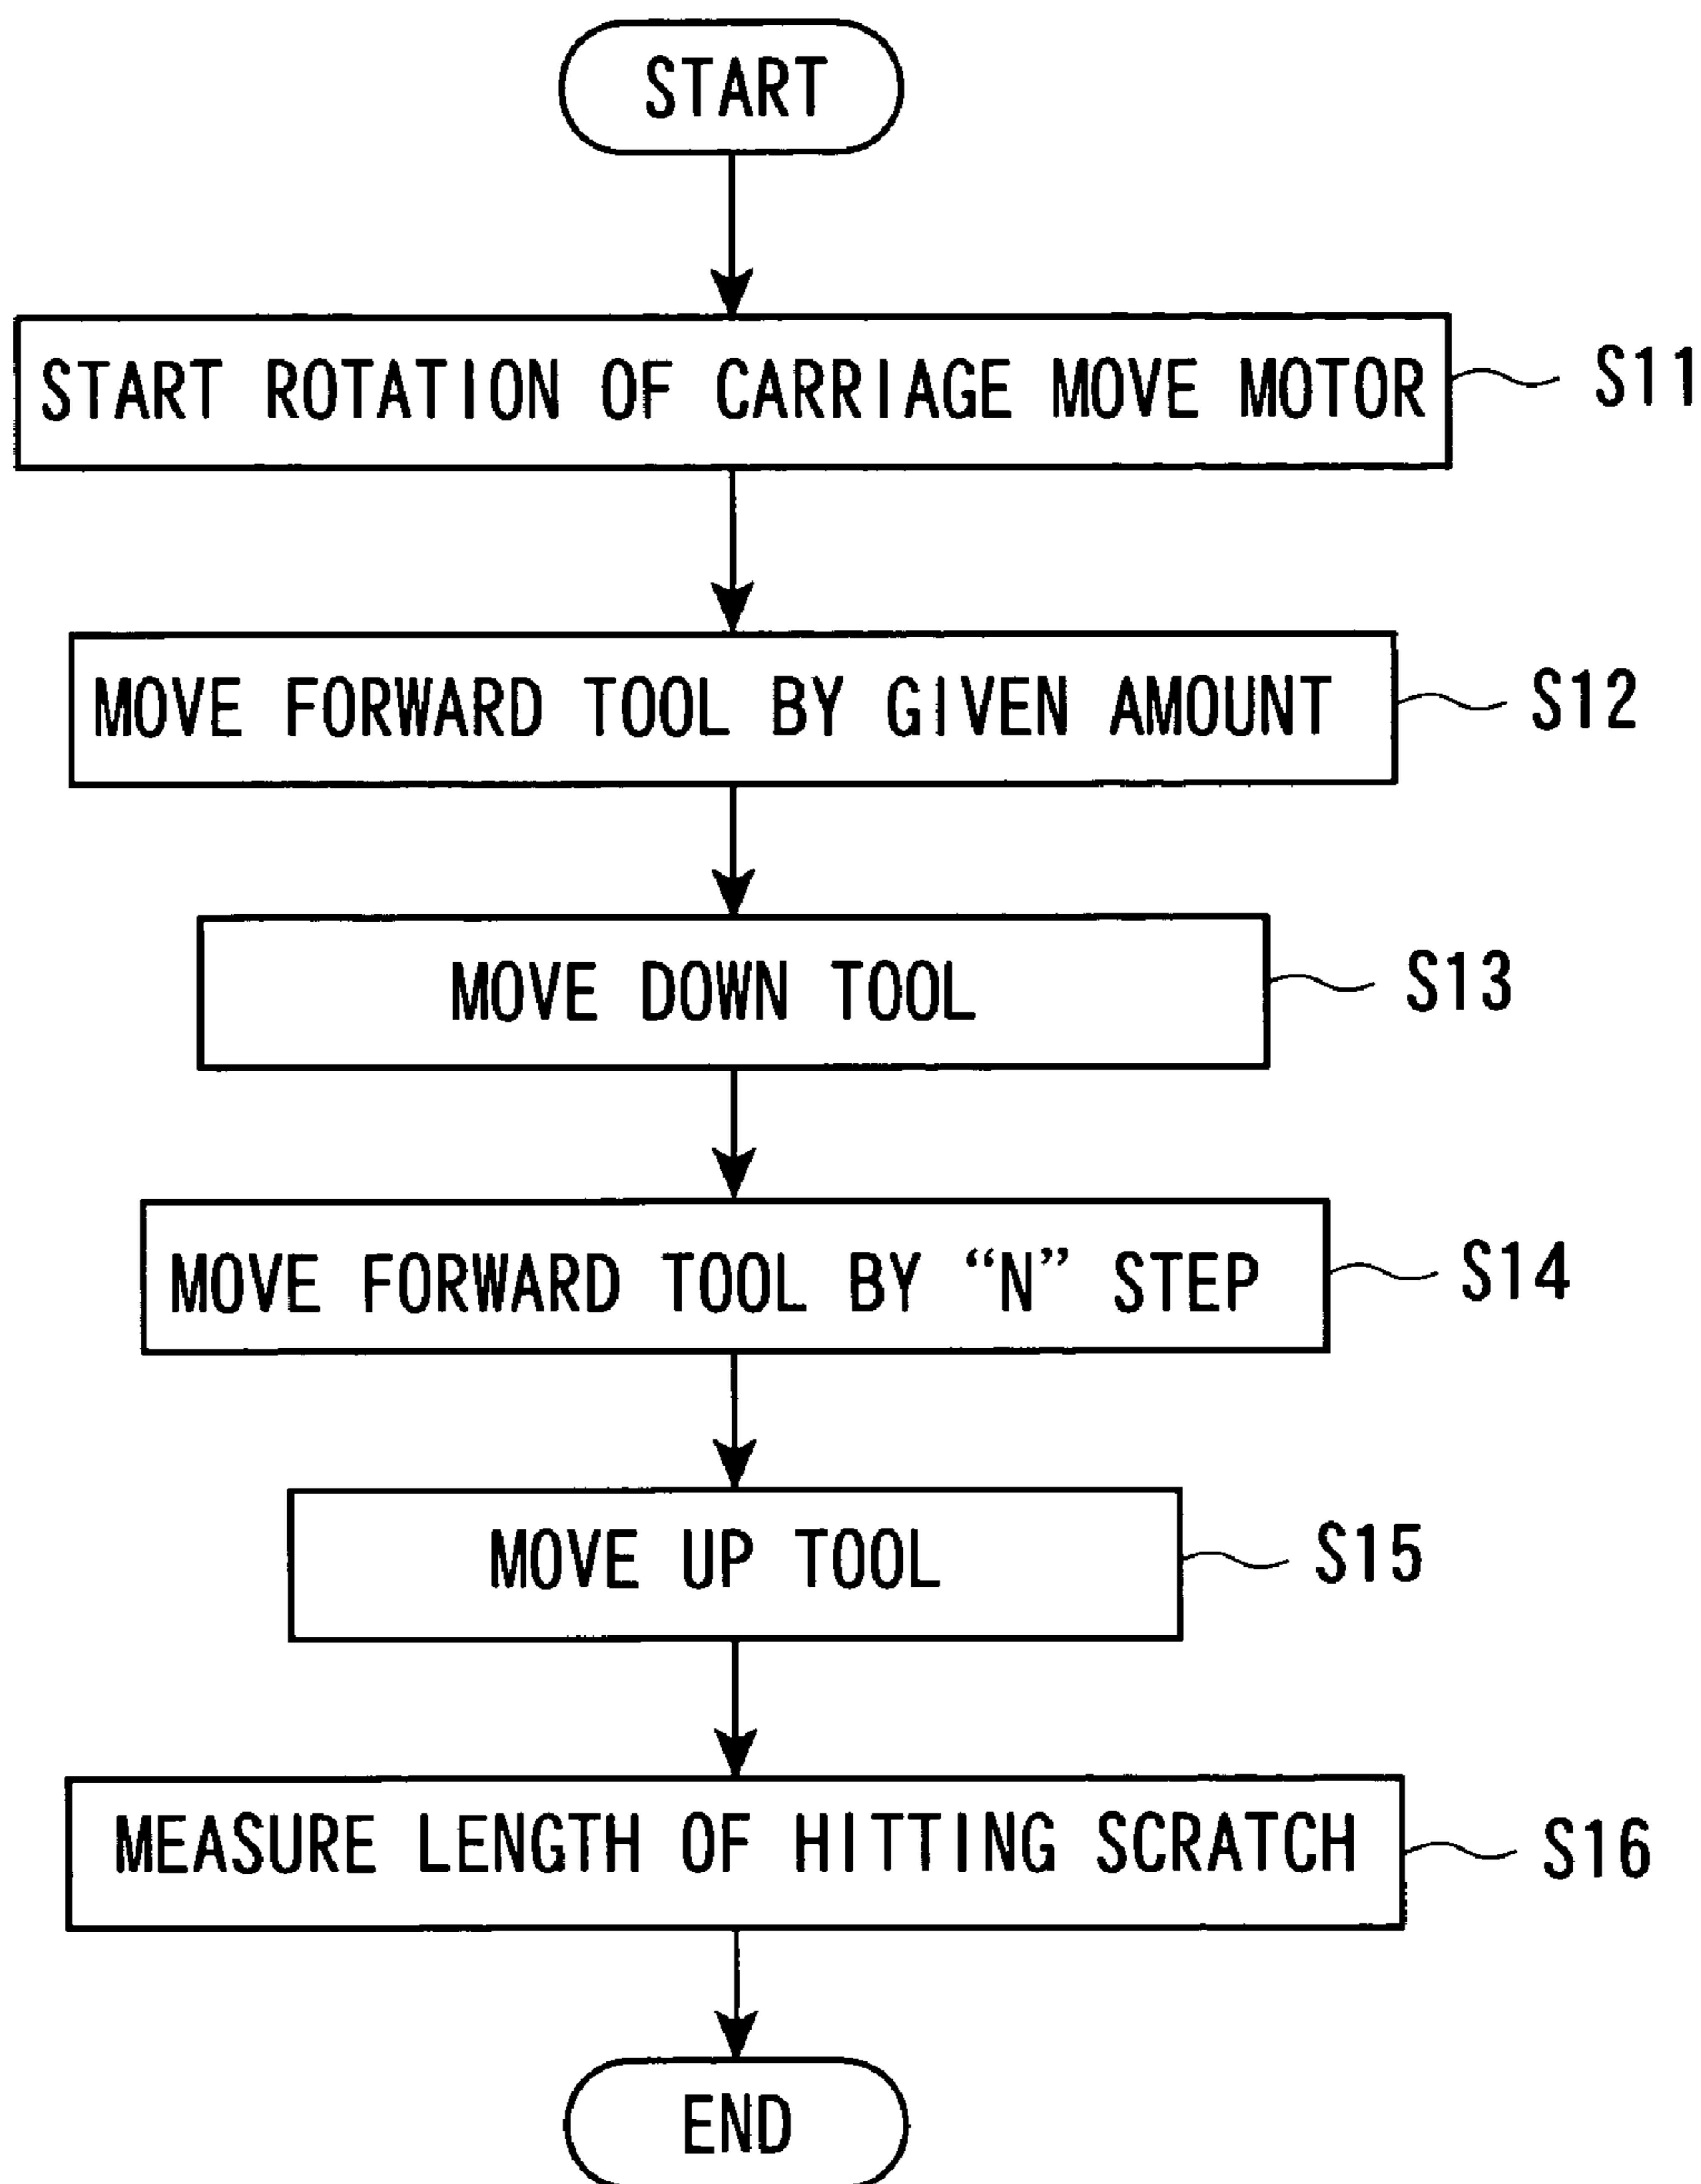 START
START ROTATION OF CARRIAGE MOVE MOTOR S11
MOVE FORWARD TOOL BY GIVEN AMOUNT S12
MOVE DOWN TOOL S13
MOVE FORWARD TOOL BY “N” STEP S14
MOVE UP TOOL S15
MEASURE LENGTH OF HITTING SCRATCH S16
END